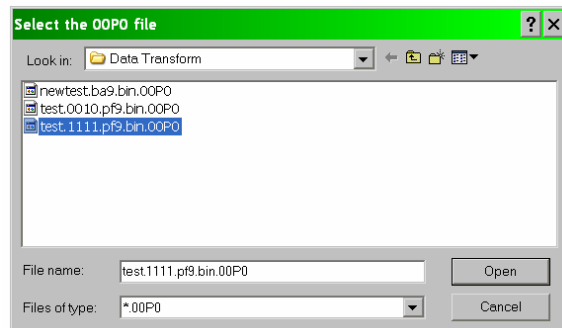 Select the 00P0 file
? ×
Look in: Data Transform
newtest.ba9.bin.00P0
test.0010.pf9.bin.00P0
test.1111.pf9.bin.00P0
File name: test.1111.pf9.bin.00P0 Open
Files of type: *.00P0 Cancel